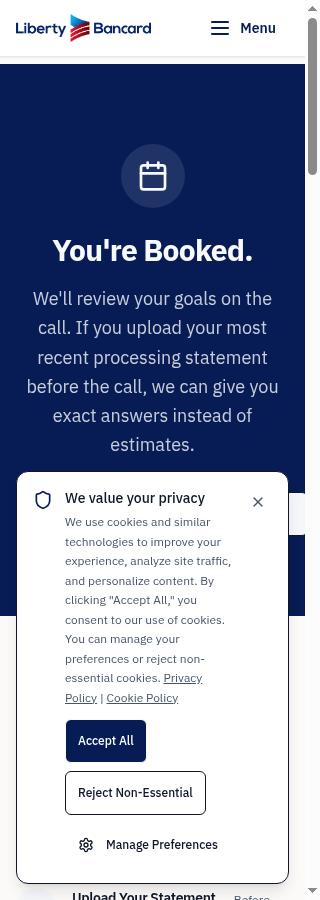 Liberty Bancard
Menu
You're Booked.
We'll review your goals on the
call. If you upload your most
recent processing statement
before the call, we can give you
exact answers instead of
estimates.
We value your privacy
We use cookies and similar
technologies to improve your
experience, analyze site traffic,
and personalize content. By
clicking "Accept All," you
consent to our use of cookies.
You can manage your
preferences or reject non-
essential cookies. Privacy
Policy | Cookie Policy
Accept All
Reject Non-Essential
Manage Preferences
Upload Your Statement
Before